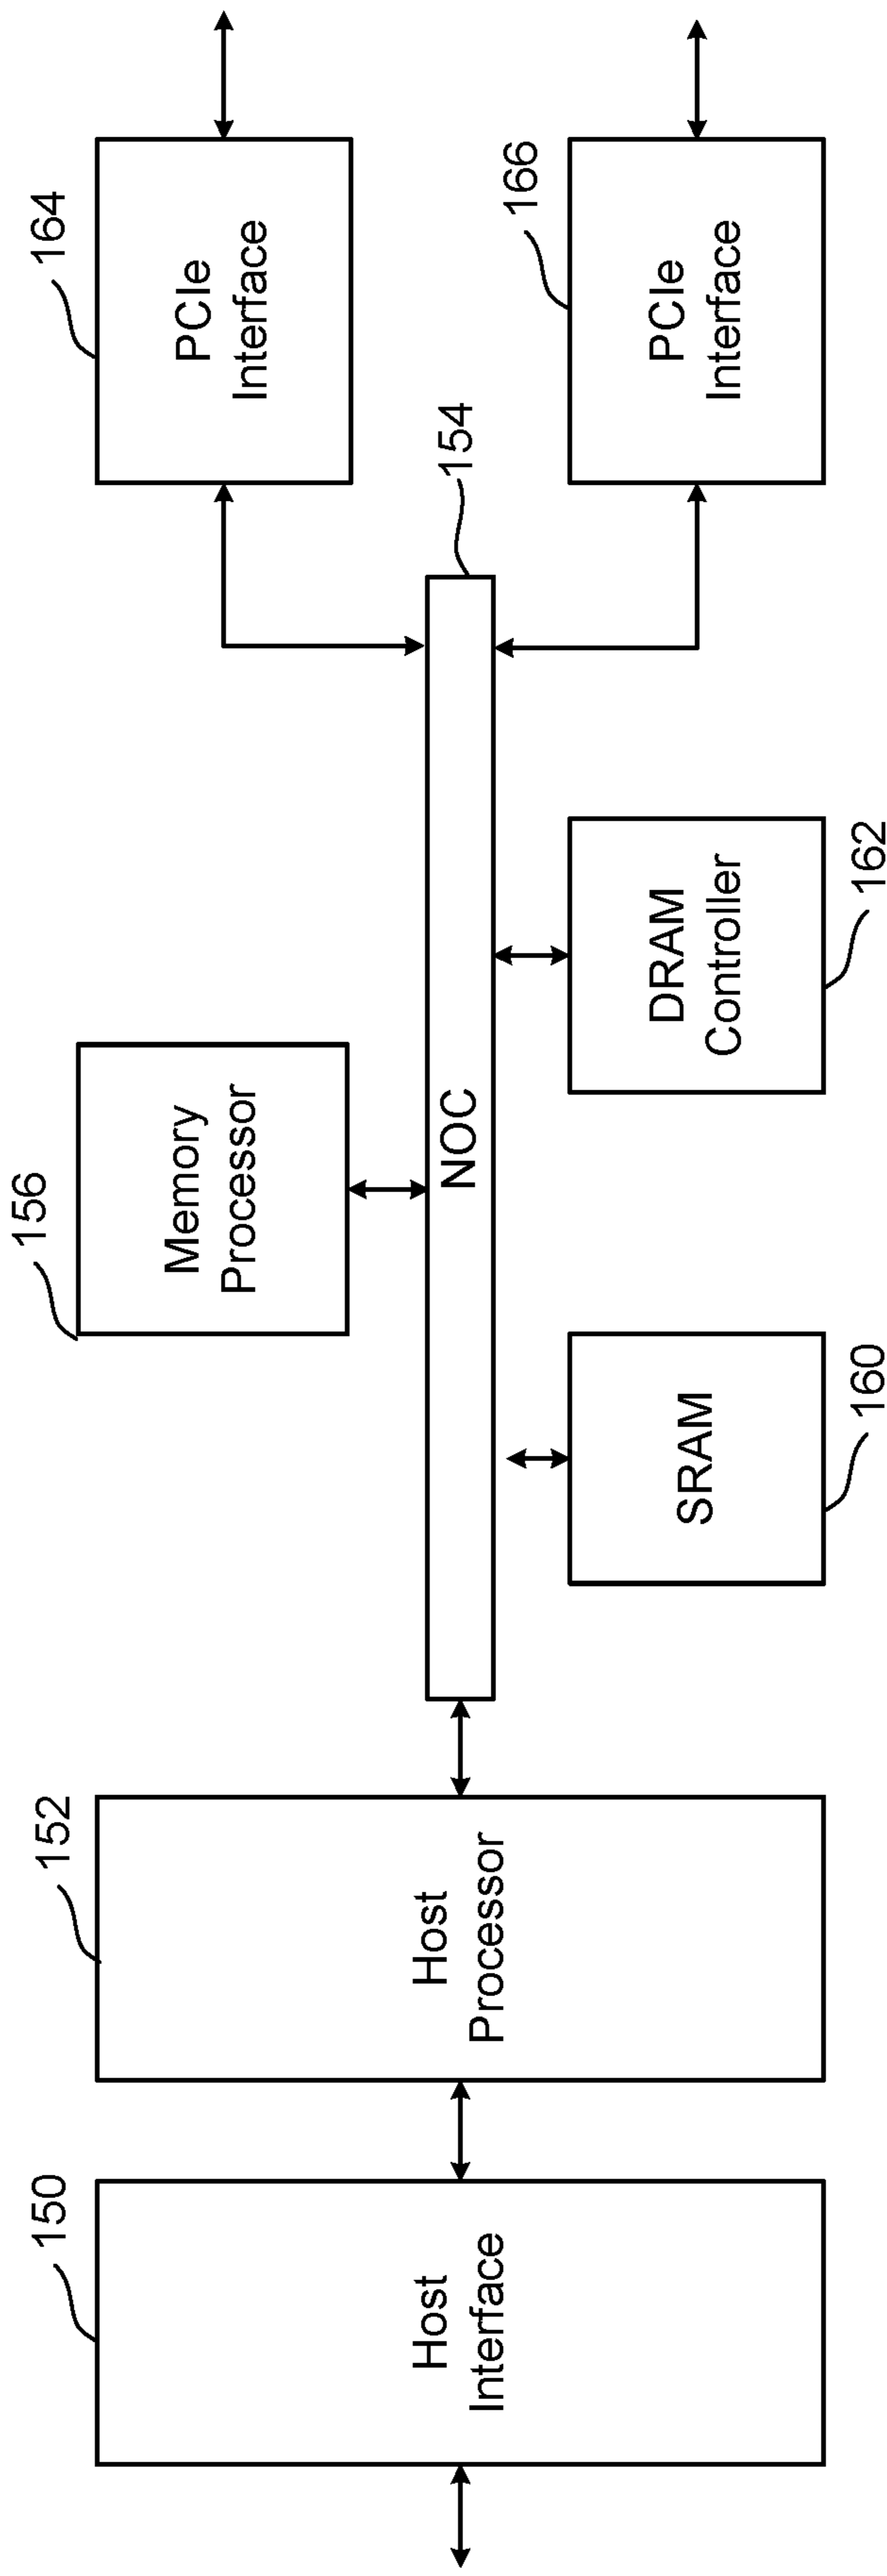 150
Host
Interface
152
Host
Processor
156
Memory
Processor
NOC
154
SRAM
160
DRAM
Controller
162
164
PCIe
Interface
166
PCIe
Interface